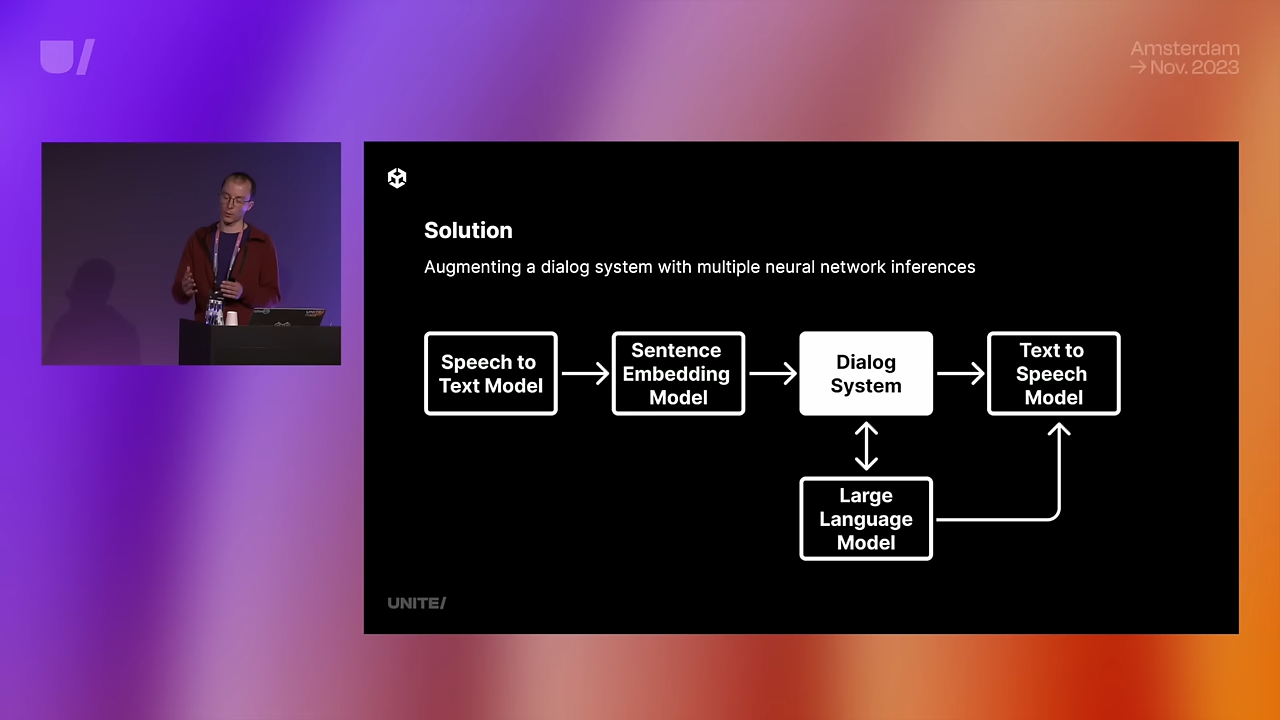 U/
Amsterdam
→ Nov. 2023
Solution
Augmenting a dialog system with multiple neural network inferences
Speech to
Text Model
Sentence
Embedding
Model
Dialog
System
Text to
Speech
Model
Large
Language
Model
UNITE/